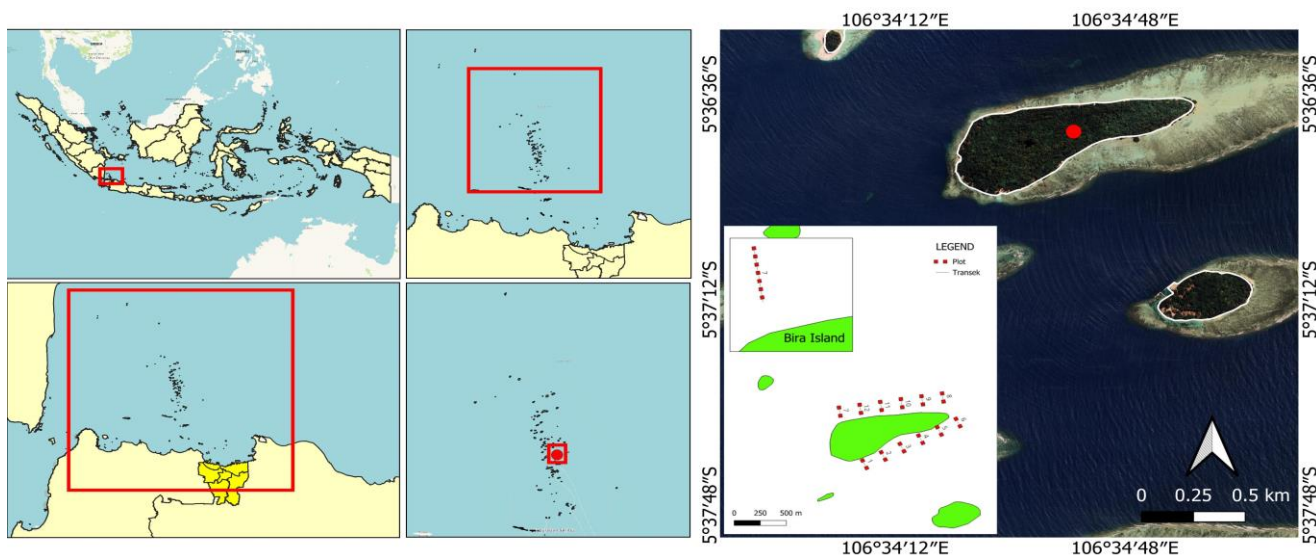 106°34′12″E
106°34′48″E
5°36′36″S
5°36′36″S
5°37′12″S
5°37′12″S
5°37′48″S
5°37′48″S
LEGEND
Plot
Transek
Bira Island
0 250 500 m
0 0.25 0.5 km
106°34′12″E
106°34′48″E